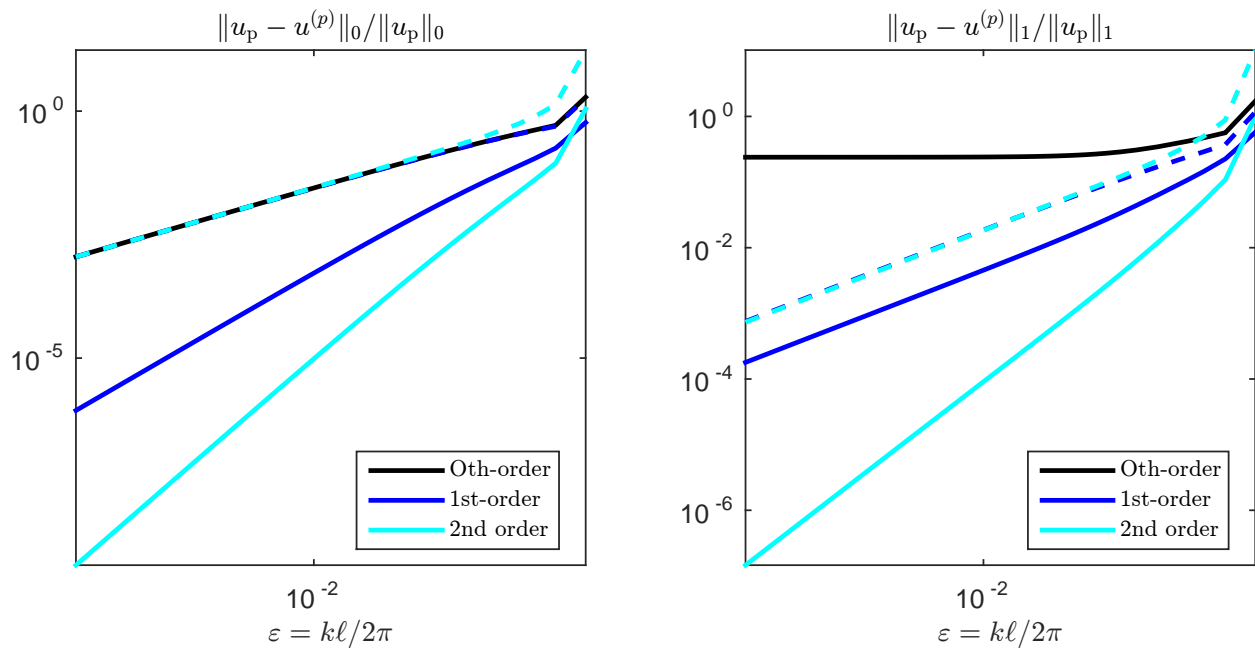 ‖u_p − u^(p)‖_0/‖u_p‖_0
10^0
10^-5
Oth-order
1st-order
2nd order
10^-2
ε = kℓ/2π
‖u_p − u^(p)‖_1/‖u_p‖_1
10^0
10^-2
10^-4
10^-6
Oth-order
1st-order
2nd order
10^-2
ε = kℓ/2π